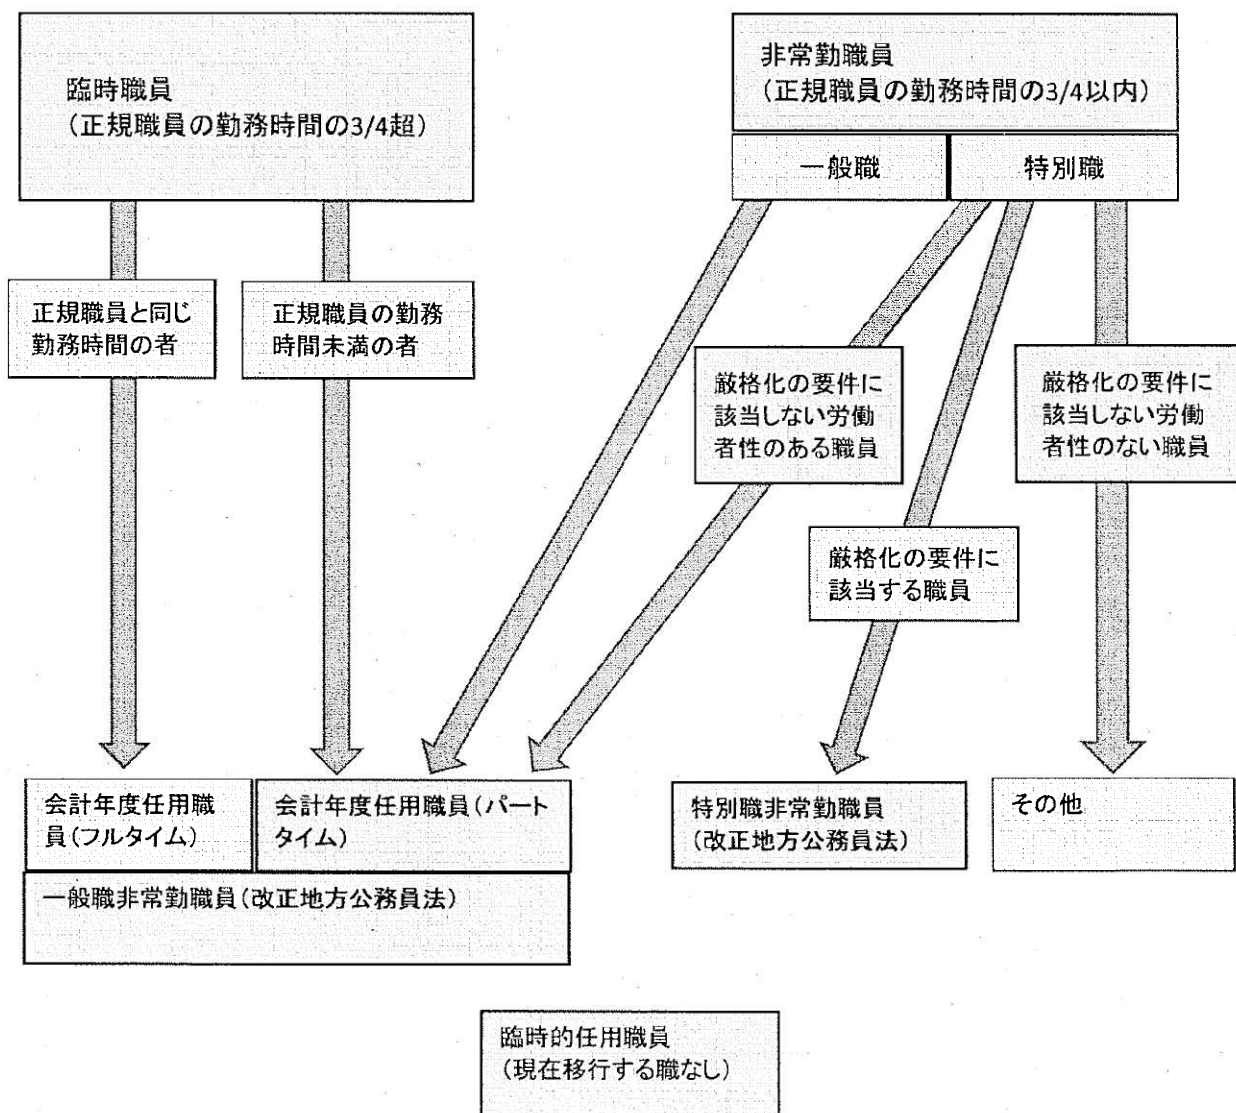 臨時職員
（正規職員の勤務時間の3/4超）
非常勤職員
（正規職員の勤務時間の3/4以内）
一般職
特別職
正規職員と同じ
勤務時間の者
正規職員の勤務
時間未満の者
厳格化の要件に
該当しない労働
者性のある職員
厳格化の要件に
該当しない労働
者性のない職員
厳格化の要件に
該当する職員
会計年度任用職
員（フルタイム）
会計年度任用職員（パート
タイム）
一般職非常勤職員（改正地方公務員法）
特別職非常勤職員
（改正地方公務員法）
その他
臨時的任用職員
（現在移行する職なし）